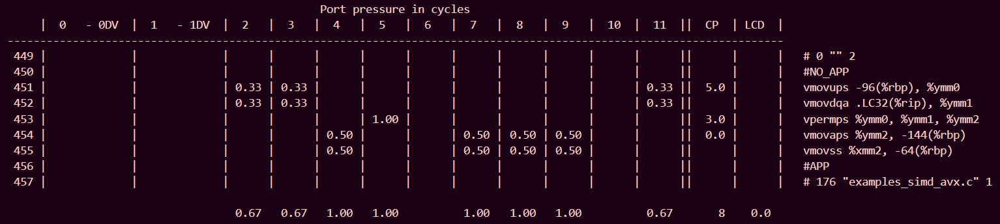 Port pressure in cycles
| 0 - 0DV | 1 - 1DV | 2 | 3 | 4 | 5 | 6 | 7 | 8 | 9 | 10 | 11 || CP | LCD |
-------------------------------------------------------------------------------------------------
449 | | | | | | | | | | | | || | | # 0 "" 2
450 | | | | | | | | | | | | || | | #NO_APP
451 | | | 0.33 | 0.33 | | | | | | | | 0.33 || 5.0 | | vmovups -96(%rbp), %ymm0
452 | | | 0.33 | 0.33 | | | | | | | | 0.33 || | | vmovdqa .LC32(%rip), %ymm1
453 | | | | | | 1.00 | | | | | | || 3.0 | | vpermps %ymm0, %ymm1, %ymm2
454 | | | | | 0.50 | | | 0.50 | 0.50 | 0.50 | | || 0.0 | | vmovaps %ymm2, -144(%rbp)
455 | | | | | 0.50 | | | 0.50 | 0.50 | 0.50 | | || | | vmovss %xmm2, -64(%rbp)
456 | | | | | | | | | | | | || | | #APP
457 | | | | | | | | | | | | || | | # 176 "examples_simd_avx.c" 1
0.67 0.67 1.00 1.00 1.00 1.00 1.00 0.67 8 0.0